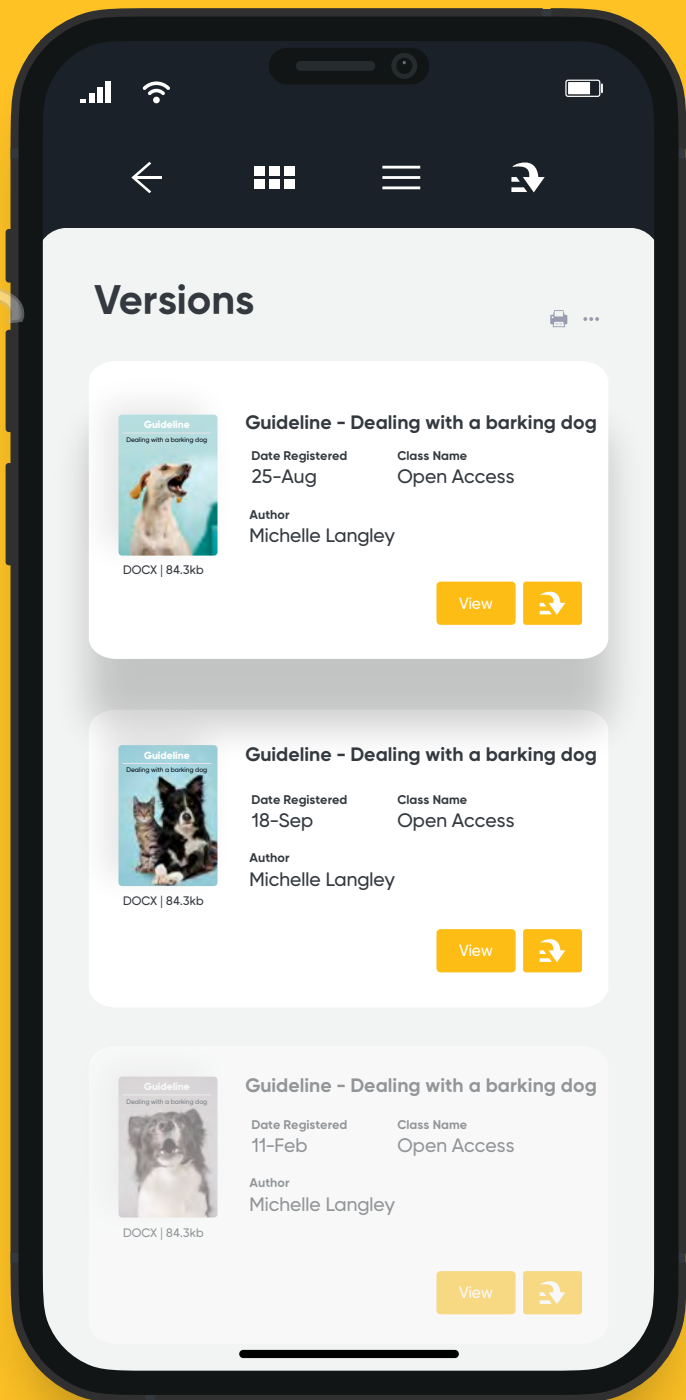 Versions
Guideline
Dealing with a barking dog
DOCX | 84.3kb
Guideline - Dealing with a barking dog
Date Registered Class Name
25-Aug Open Access
Author
Michelle Langley
View
Guideline
Dealing with a barking dog
DOCX | 84.3kb
Guideline - Dealing with a barking dog
Date Registered Class Name
18-Sep Open Access
Author
Michelle Langley
View
Guideline
Dealing with a barking dog
DOCX | 84.3kb
Guideline - Dealing with a barking dog
Date Registered Class Name
11-Feb Open Access
Author
Michelle Langley
View